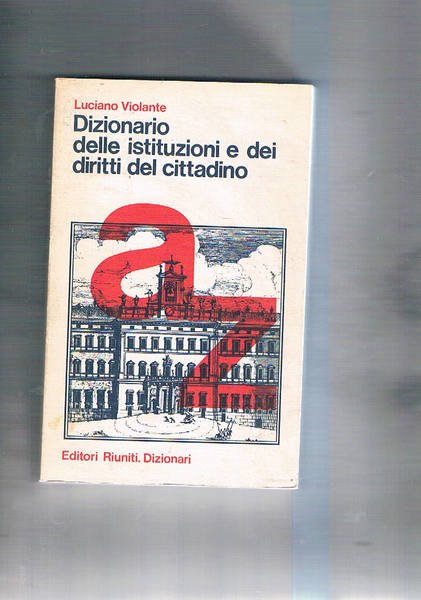 Luciano Violante
Dizionario
delle istituzioni e dei
diritti del cittadino
a
z
Editori Riuniti. Dizionari